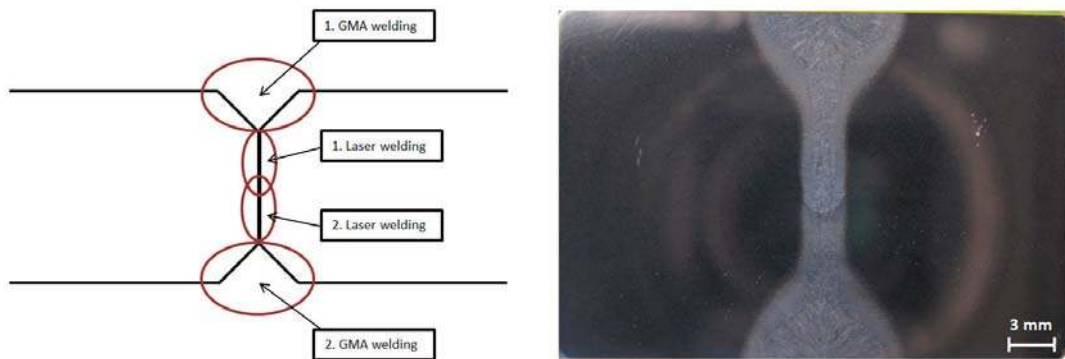 1. GMA welding
1. Laser welding
2. Laser welding
2. GMA welding
3 mm